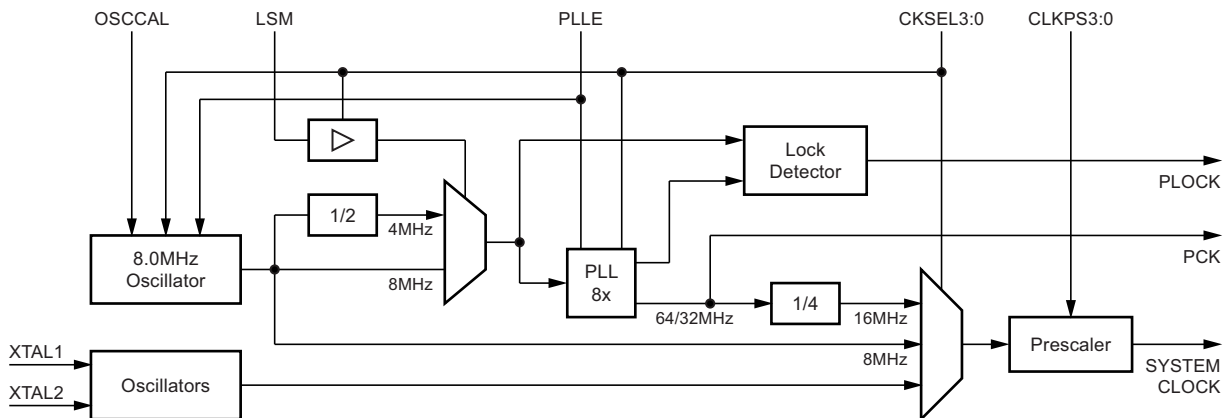 OSCCAL
LSM
PLLE
CKSEL3:0
CLKPS3:0
Lock
Detector
PLOCK
1/2
4MHz
8.0MHz
Oscillator
8MHz
PLL
8x
PCK
64/32MHz
1/4
16MHz
8MHz
Prescaler
SYSTEM
CLOCK
XTAL1
XTAL2
Oscillators